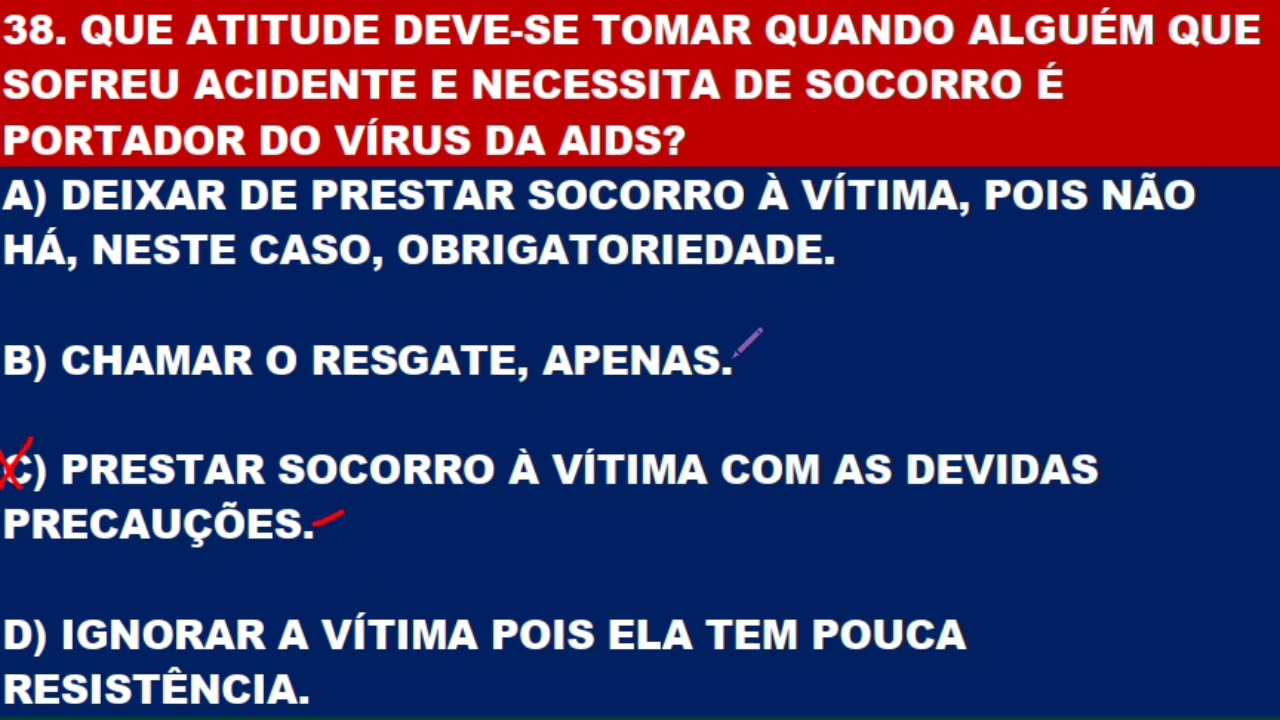 38. QUE ATITUDE DEVE-SE TOMAR QUANDO ALGUÉM QUE
SOFREU ACIDENTE E NECESSITA DE SOCORRO É
PORTADOR DO VÍRUS DA AIDS?
A) DEIXAR DE PRESTAR SOCORRO À VÍTIMA, POIS NÃO
HÁ, NESTE CASO, OBRIGATORIEDADE.
B) CHAMAR O RESGATE, APENAS.
C) PRESTAR SOCORRO À VÍTIMA COM AS DEVIDAS
PRECAUÇÕES.
D) IGNORAR A VÍTIMA POIS ELA TEM POUCA
RESISTÊNCIA.